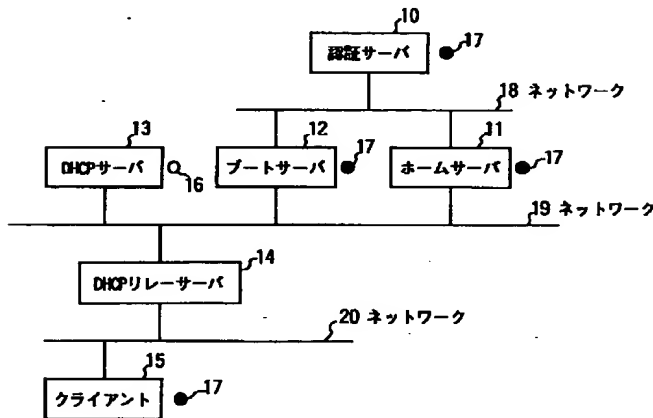 10
認証サーバ
17
18 ネットワーク
13
12
11
DHCPサーバ
16
ブートサーバ
17
ホームサーバ
17
19 ネットワーク
14
DHCPリレーサーバ
20 ネットワーク
15
クライアント
17